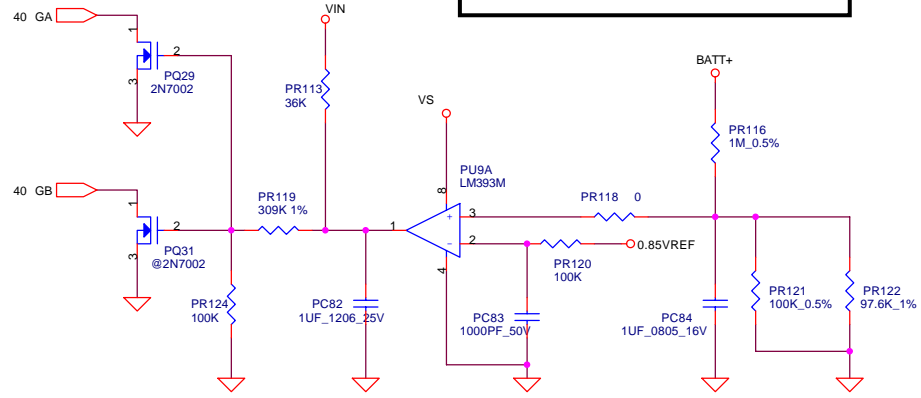 40 GA
1
2
3
PQ29
2N7002
VIN
PR113
36K
VS
BATT+
PR116
1M_0.5%
PU9A
LM393M
8
3
+
1
-
2
4
PR118 0
0.85VREF
PR120
100K
40 GB
1
2
3
PQ31
@2N7002
PR119
309K 1%
PR124
100K
PC82
1UF_1206_25V
PC83
1000PF_50V
PC84
1UF_0805_16V
PR121
100K_0.5%
PR122
97.6K_1%